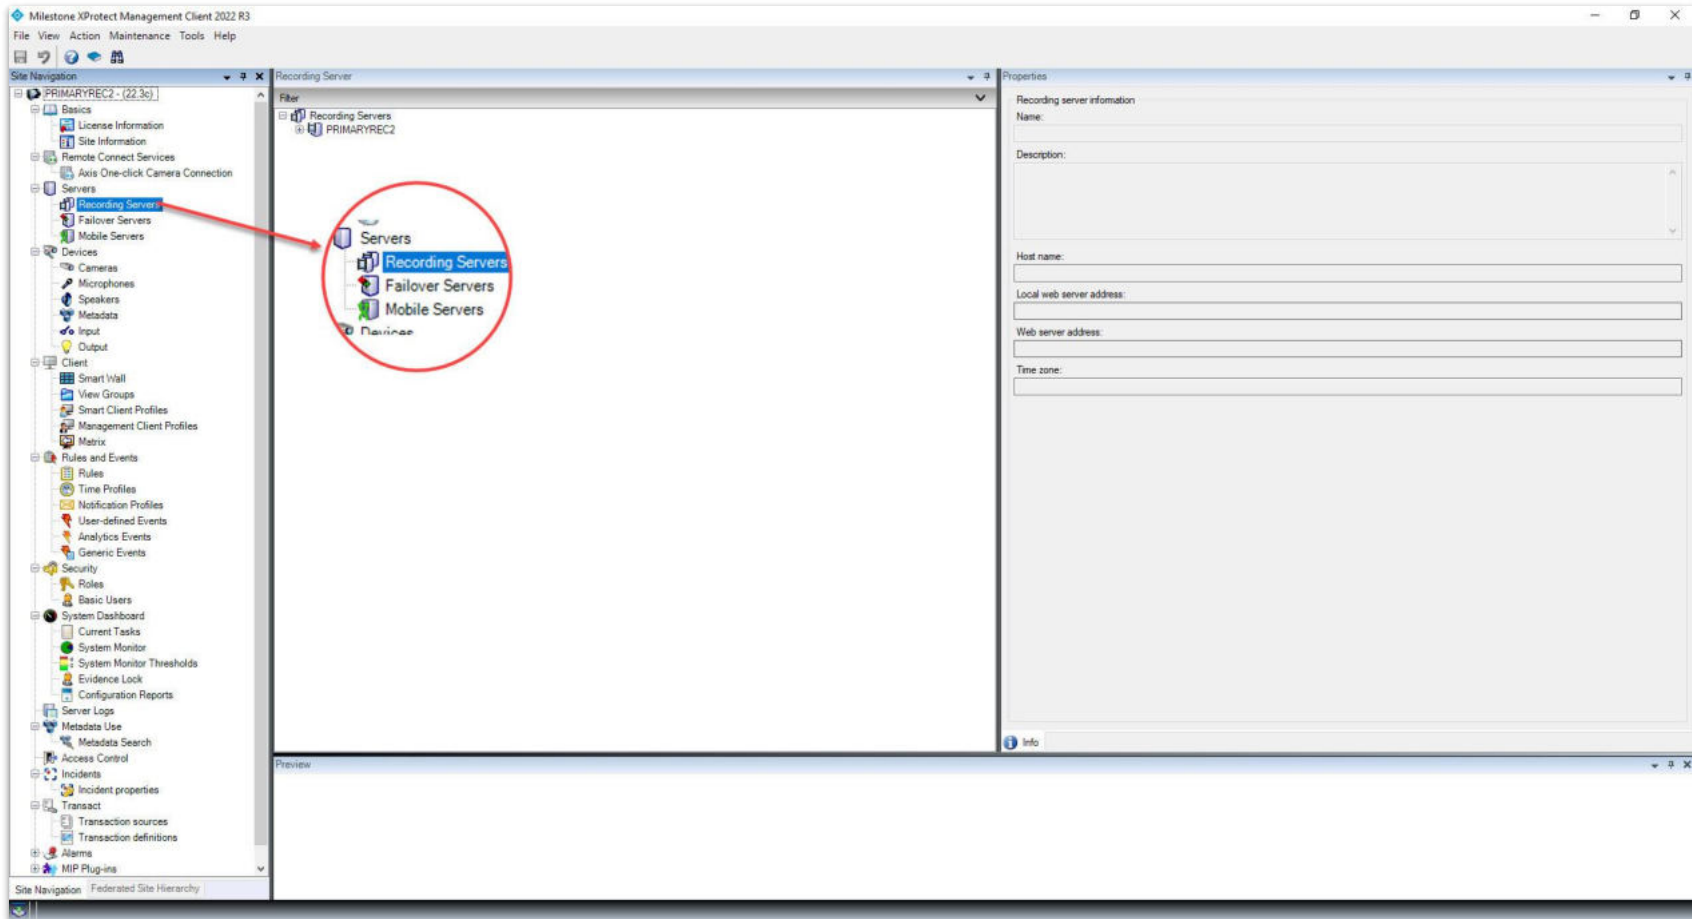 Milestone XProtect Management Client 2022 R3
File View Action Maintenance Tools Help
Site Navigation
PRIMARYREC2 - (22.3c)
Basics
License Information
Site Information
Remote Connect Services
Axis One-click Camera Connection
Servers
Recording Servers
Failover Servers
Mobile Servers
Devices
Cameras
Microphones
Speakers
Metadata
Input
Output
Client
Smart Wall
View Groups
Smart Client Profiles
Management Client Profiles
Matrix
Rules and Events
Rules
Time Profiles
Notification Profiles
User-defined Events
Analytics Events
Generic Events
Security
Roles
Basic Users
System Dashboard
Current Tasks
System Monitor
System Monitor Thresholds
Evidence Lock
Configuration Reports
Server Logs
Metadata Use
Metadata Search
Access Control
Incidents
Incident properties
Transact
Transaction sources
Transaction definitions
Alarms
MIP Plug-ins
Site Navigation Federated Site Hierarchy
Recording Server
Filter
Recording Servers
PRIMARYREC2
Servers
Recording Servers
Failover Servers
Mobile Servers
Devices
Properties
Recording server information
Name:
Description:
Host name:
Local web server address:
Web server address:
Time zone:
Info
Preview